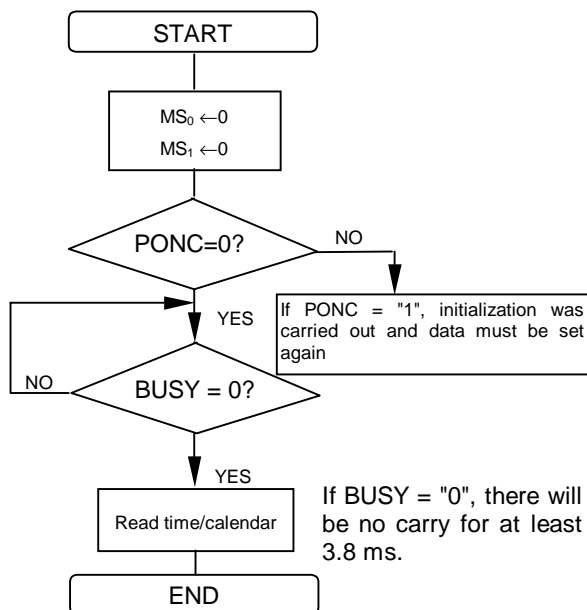 START
MS₀ ←0
MS₁ ←0
PONC=0?
NO
YES
If PONC = "1", initialization was
carried out and data must be set
again
NO
BUSY = 0?
YES
Read time/calendar
If BUSY = "0", there will
be no carry for at least
3.8 ms.
END